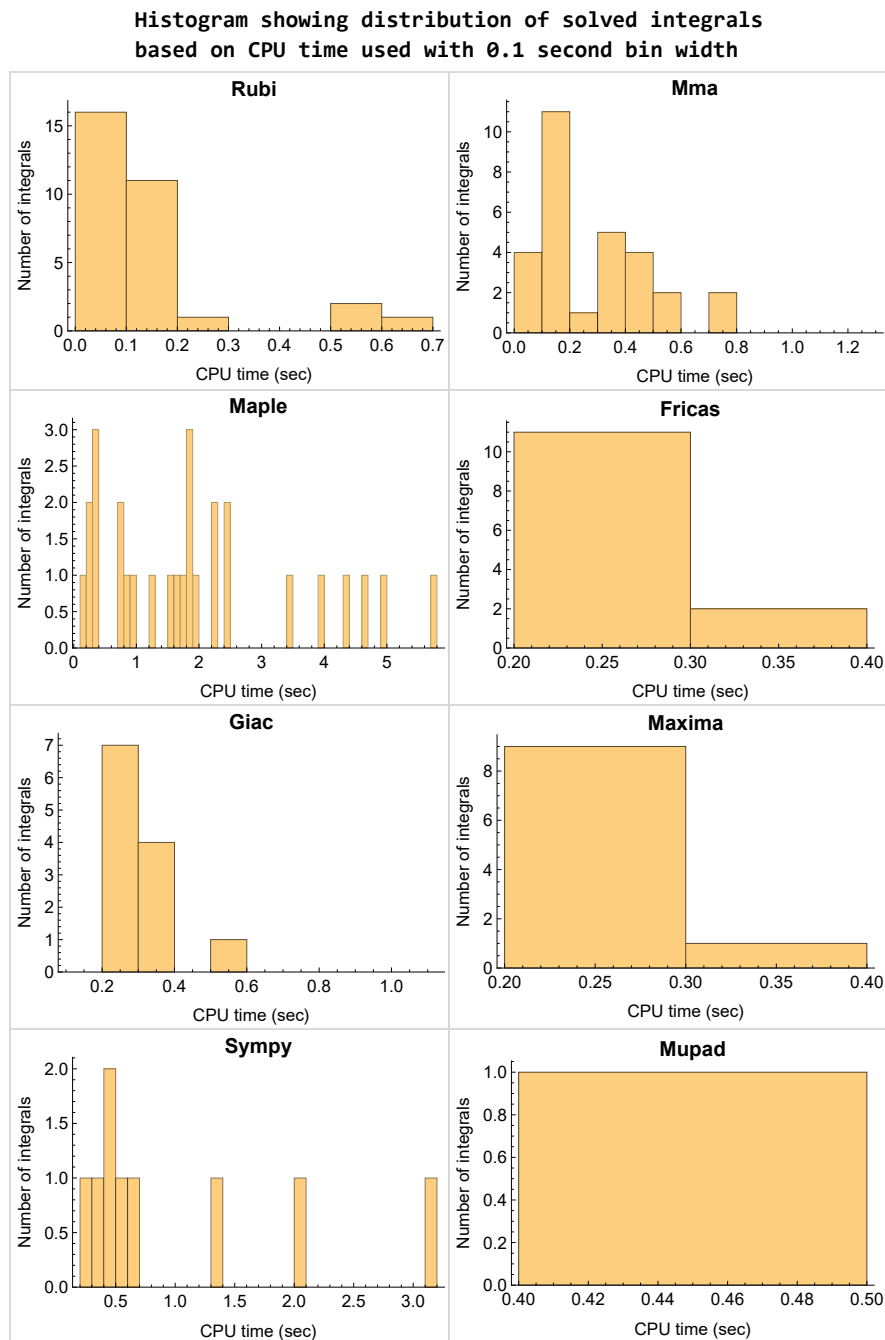 Histogram showing distribution of solved integrals
based on CPU time used with 0.1 second bin width
Rubi
Number of integrals
15
10
5
0
0.0 0.1 0.2 0.3 0.4 0.5 0.6 0.7
CPU time (sec)
Mma
Number of integrals
10
8
6
4
2
0
0.0 0.2 0.4 0.6 0.8 1.0 1.2
CPU time (sec)
Maple
Number of integrals
3.0
2.5
2.0
1.5
1.0
0.5
0.0
0 1 2 3 4 5
CPU time (sec)
Fricas
Number of integrals
10
8
6
4
2
0
0.20 0.25 0.30 0.35 0.40
CPU time (sec)
Giac
Number of integrals
7
6
5
4
3
2
1
0
0.2 0.4 0.6 0.8 1.0
CPU time (sec)
Maxima
Number of integrals
8
6
4
2
0
0.20 0.25 0.30 0.35 0.40
CPU time (sec)
Sympy
Number of integrals
2.0
1.5
1.0
0.5
0.0
0.5 1.0 1.5 2.0 2.5 3.0
CPU time (sec)
Mupad
Number of integrals
1.0
0.8
0.6
0.4
0.2
0.0
0.40 0.42 0.44 0.46 0.48 0.50
CPU time (sec)